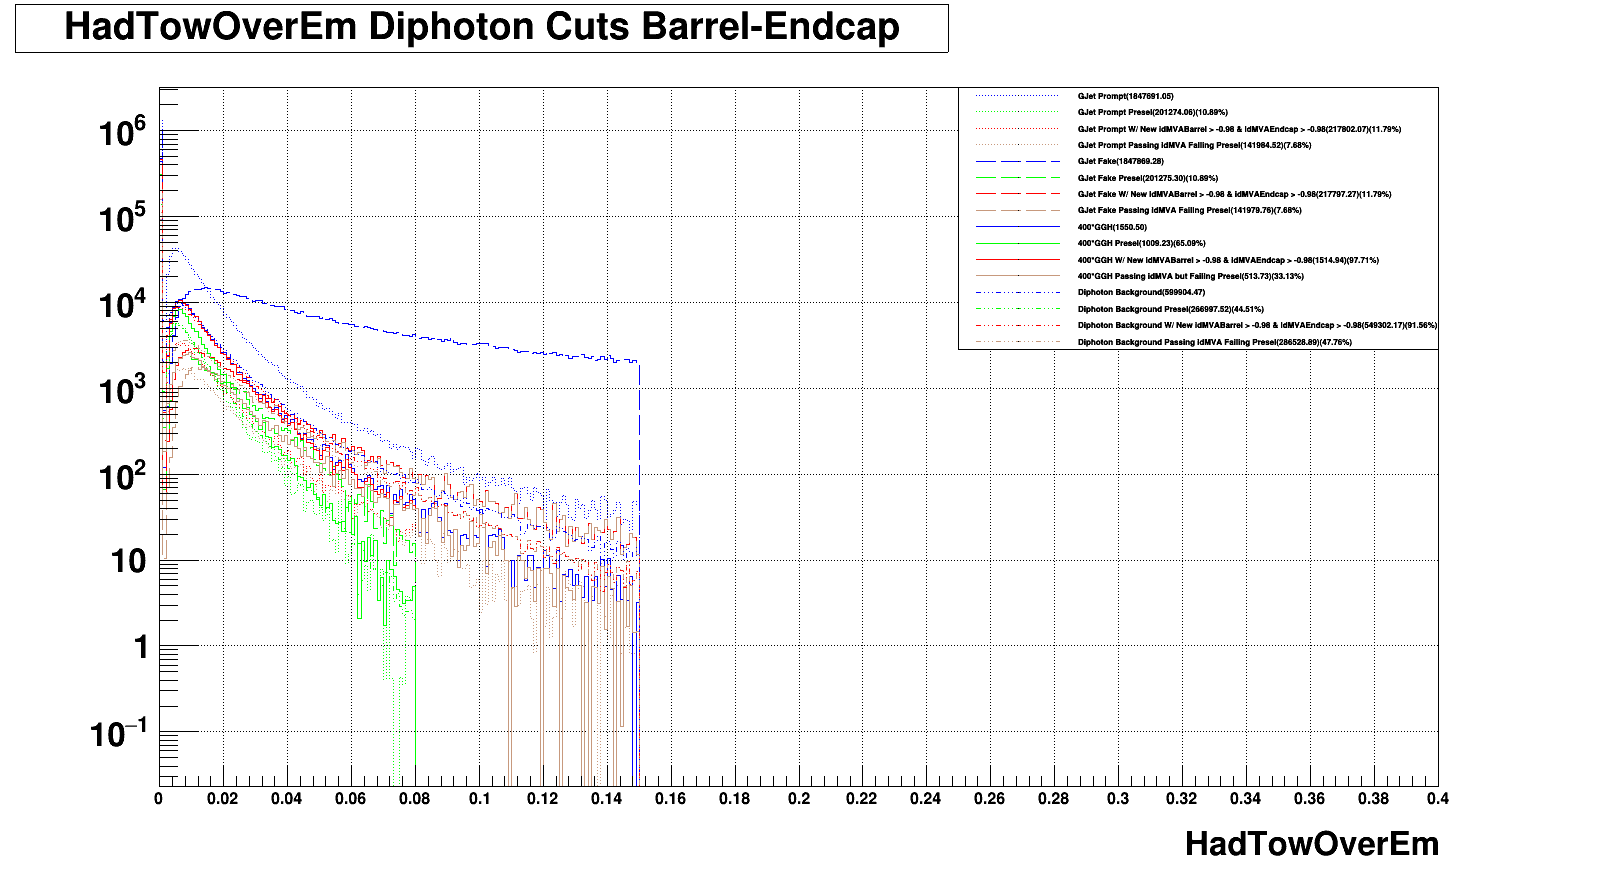 HadTowOverEm Diphoton Cuts Barrel-Endcap
GJet Prompt(1847691.05)
GJet Prompt Presel(201274.06)(10.89%)
GJet Prompt W/ New idMVABarrel > -0.98 & idMVAEndcap > -0.98(217802.07)(11.79%)
GJet Prompt Passing idMVA Failing Presel(141984.52)(7.68%)
GJet Fake(1847869.28)
GJet Fake Presel(201275.30)(10.89%)
GJet Fake W/ New idMVABarrel > -0.98 & idMVAEndcap > -0.98(217797.27)(11.79%)
GJet Fake Passing idMVA Failing Presel(141979.76)(7.68%)
400*GGH(1550.50)
400*GGH Presel(1009.23)(65.09%)
400*GGH W/ New idMVABarrel > -0.98 & idMVAEndcap > -0.98(1514.94)(97.71%)
400*GGH Passing idMVA but Failing Presel(513.73)(33.13%)
Diphoton Background(599904.47)
Diphoton Background Presel(266997.52)(44.51%)
Diphoton Background W/ New idMVABarrel > -0.98 & idMVAEndcap > -0.98(549302.17)(91.56%)
Diphoton Background Passing idMVA Failing Presel(286528.89)(47.76%)
10⁶
10⁵
10⁴
10³
10²
10
1
10⁻¹
0 0.02 0.04 0.06 0.08 0.1 0.12 0.14 0.16 0.18 0.2 0.22 0.24 0.26 0.28 0.3 0.32 0.34 0.36 0.38 0.4
HadTowOverEm